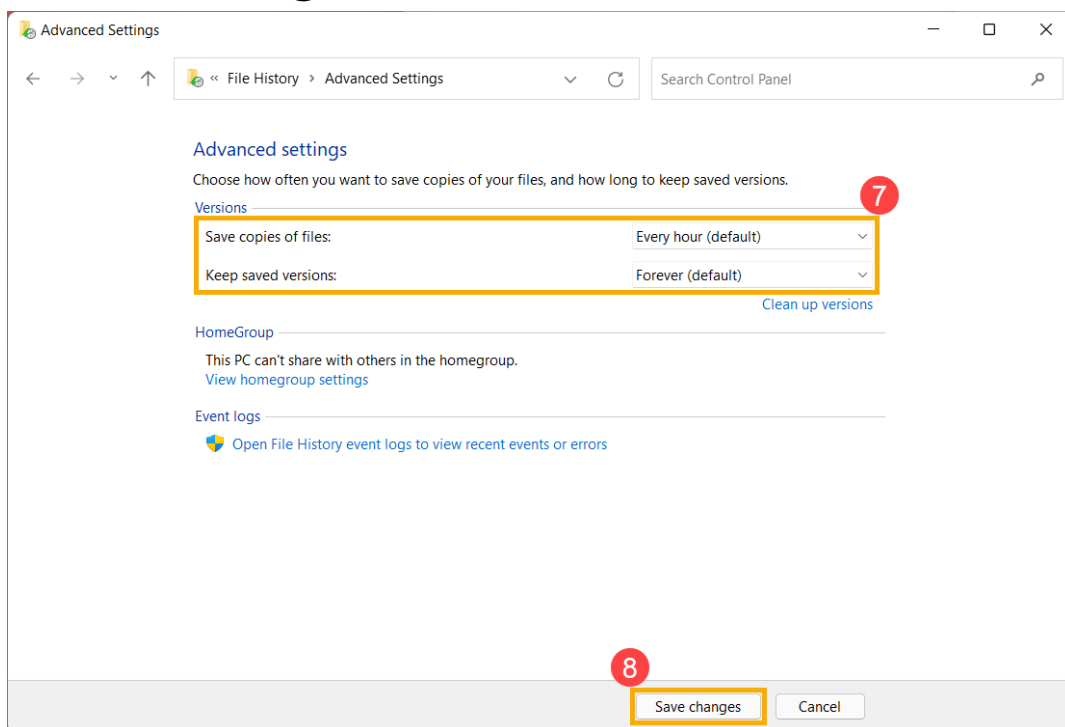 Advanced Settings
« File History > Advanced Settings
Search Control Panel
Advanced settings
Choose how often you want to save copies of your files, and how long to keep saved versions.
7
Versions
Save copies of files: Every hour (default)
Keep saved versions: Forever (default)
Clean up versions
HomeGroup
This PC can't share with others in the homegroup.
View homegroup settings
Event logs
Open File History event logs to view recent events or errors
8
Save changes Cancel